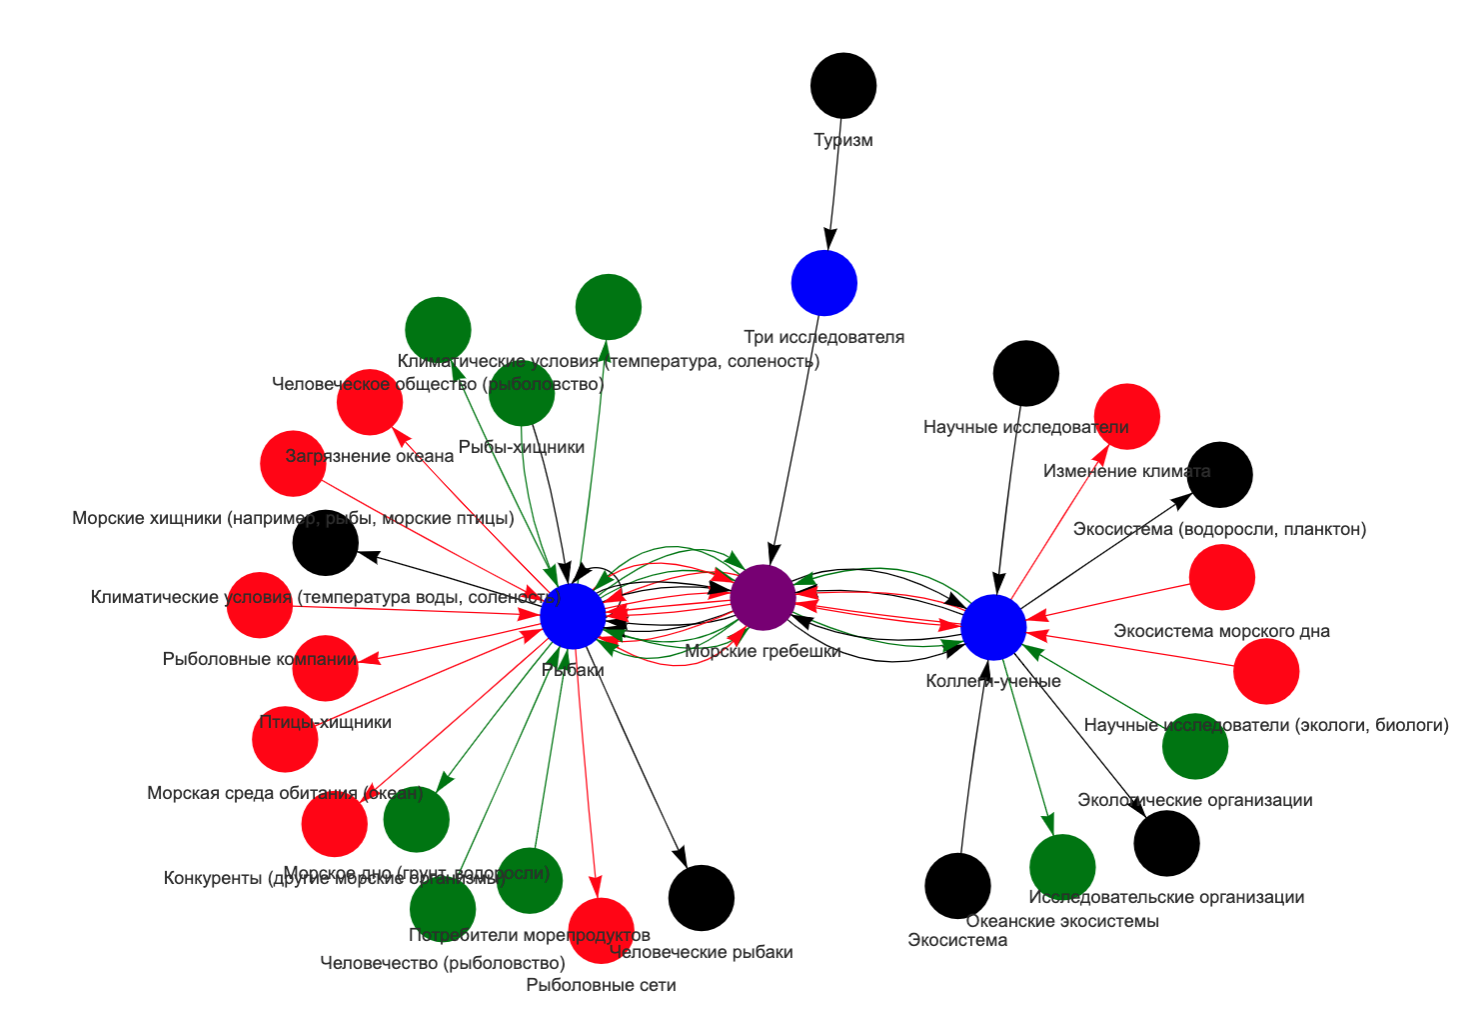 Туризм
Три исследователя
Климатические условия (температура, соленость)
Человеческое общество (рыболовство)
Научные исследователи
Рыбы-хищники
Загрязнение океана
Изменение климата
Морские хищники (например, рыбы, морские птицы)
Экосистема (водоросли, планктон)
Климатические условия (температура воды, соленость)
Экосистема морского дна
Морские гребешки
Рыболовные компании
Рыбаки
Коллеги-ученые
Птицы-хищники
Научные исследователи (экологи, биологи)
Морская среда обитания (океан)
Экологические организации
Морское дно (грунт, водоросли)
Конкуренты (другие морские организмы)
Исследовательские организации
Океанские экосистемы
Потребители морепродуктов
Экосистема
Человеческие рыбаки
Человечество (рыболовство)
Рыболовные сети